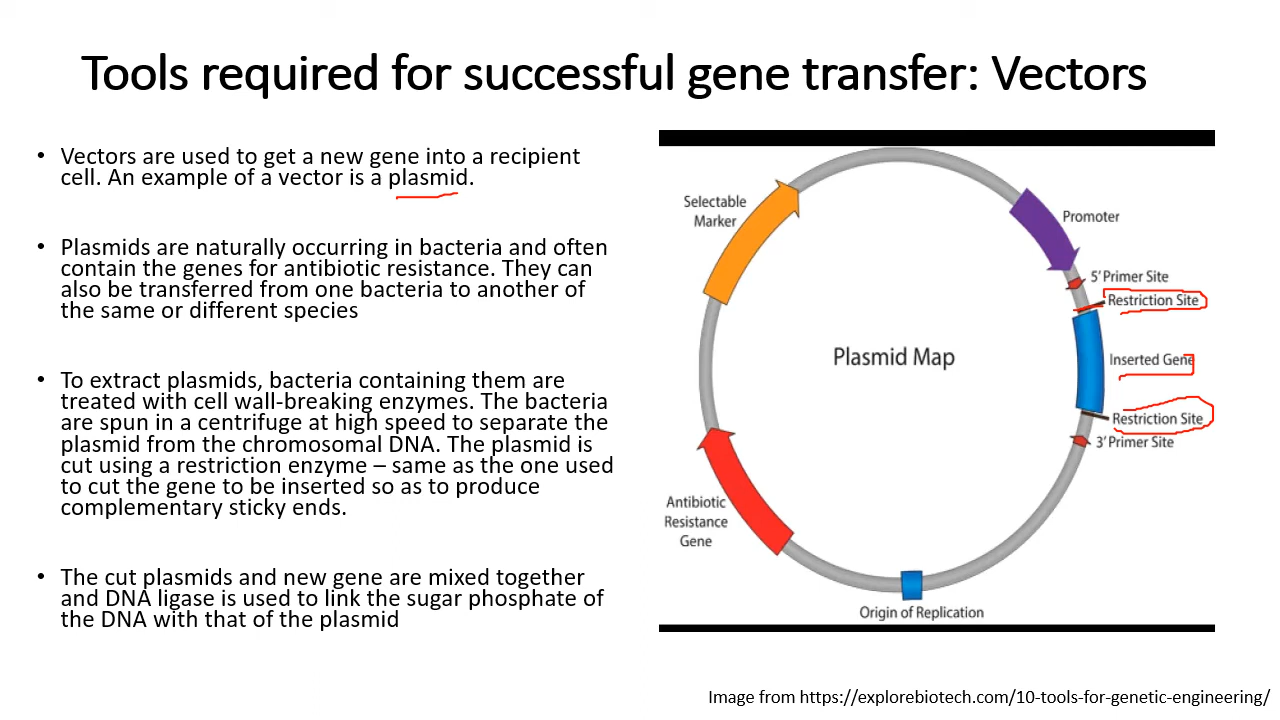 Tools required for successful gene transfer: Vectors
• Vectors are used to get a new gene into a recipient
cell. An example of a vector is a plasmid.
• Plasmids are naturally occurring in bacteria and often
contain the genes for antibiotic resistance. They can
also be transferred from one bacteria to another of
the same or different species
• To extract plasmids, bacteria containing them are
treated with cell wall-breaking enzymes. The bacteria
are spun in a centrifuge at high speed to separate the
plasmid from the chromosomal DNA. The plasmid is
cut using a restriction enzyme – same as the one used
to cut the gene to be inserted so as to produce
complementary sticky ends.
• The cut plasmids and new gene are mixed together
and DNA ligase is used to link the sugar phosphate of
the DNA with that of the plasmid
Selectable
Marker
Promoter
5' Primer Site
Restriction Site
Plasmid Map
Inserted Gene
Restriction Site
3' Primer Site
Antibiotic
Resistance
Gene
Origin of Replication
Image from https://explorebiotech.com/10-tools-for-genetic-engineering/